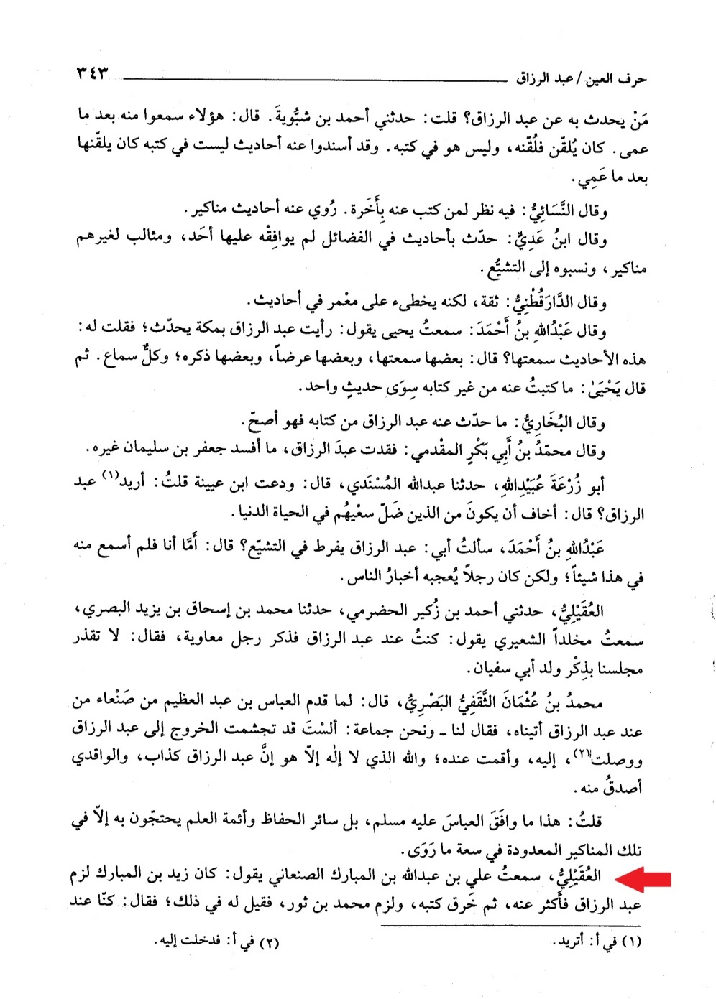 حرف العين / عبد الرزاق ٣٤٣
مَنْ يحدث به عن عبد الرزاق؟ قلت: حدثني أحمد بن شبُّويةَ. قال: هؤلاء سمعوا منه بعد ما
عمى. كان يُلقّن فلُقّنه، وليس هو في كتبه. وقد أسندوا عنه أحاديث ليست في كتبه كان يلقّنها
بعد ما عَمِي.
وقال النَّسَائِيُّ: فيه نظر لمن كتب عنه بِأَخَرة. رُوي عنه أحاديث مناكير.
وقال ابنُ عَدِيٍّ: حدّث بأحاديث في الفضائل لم يوافِقْه عليها أحَد، ومثالب لغيرهم
مناكير، ونسبوه إلى التشيُّع.
وقال الدَّارَقُطْنِيُّ: ثقة، لكنه يخطىء على معْمر في أحاديث.
وقال عَبْدُاللهِ بنُ أَحْمَدَ: سمعتُ يحيى يقول: رأيت عبد الرزاق بمكة يحدّث؛ فقلت له:
هذه الأحاديث سمعتها؟ قال: بعضها سمعتها، وبعضها عرضاً، وبعضها ذكره؛ وكلٌّ سماع. ثم
قال يَحْيَىٰ: ما كتبتُ عنه من غير كتابه سِوَى حديثٍ واحد.
وقال البُخَارِيُّ: ما حدّث عنه عبد الرزاق من كتابه فهو أصحّ.
وقال محمّدُ بنُ أَبِي بَكْرٍ المقْدمي: فقدت عبدَ الرزاق، ما أفسد جعفر بن سليمان غيره.
أبو زُرْعَةَ عُبَيْدِاللهِ، حدثنا عبدالله المُسْنَدي، قال: ودعت ابن عيينة قلتُ: أريد(١) عبد
الرزاق؟ قال: أخاف أن يكونَ من الذين ضَلّ سعْيهُم في الحياة الدنيا.
عَبْدُاللهِ بنُ أَحْمَدَ، سألتُ أبي: عبد الرزاق يفرط في التشيّع؟ قال: أَمَّا أنا فلم أسمع منه
في هذا شيئاً؛ ولكن كان رجلاً يُعجبه أخبارُ الناس.
العُقَيْلِيُّ، حدثني أحمد بن زُكير الحضرمي، حدثنا محمد بن إسحاق بن يزيد البصري،
سمعتُ مخلداً الشعيري يقول: كنتُ عند عبد الرزاق فذكر رجل معاوية، فقال: لا تقذر
مجلسنا بذِكْر ولد أبي سفيان.
محمدُ بنُ عُثْمَانَ الثَّقَفِيُّ البَصْرِيُّ، قال: لما قدم العباس بن عبد العظيم من صَنْعاء من
عند عبد الرزاق أتيناه، فقال لنا ـ ونحن جماعة: ألسْتَ قد تجشمت الخروج إلى عبد الرزاق
ووصلت(٢)، إليه، وأقمت عنده؛ والله الذي لا إلٰه إلاّ هو إنَّ عبد الرزاق كذاب، والواقدي
أصدقُ منه.
قلتُ: هذا ما وافَقَ العباسَ عليه مسلم، بل سائر الحفاظ وأئمة العلم يحتجّون به إلاّ في
تلك المناكير المعدودة في سعة ما رَوَى.
العُقَيْلِيُّ، سمعتُ علي بن عبدالله بن المبارك الصنعاني يقول: كان زيد بن المبارك لزم
عبد الرزاق فأكثر عنه، ثم خَرق كتبه، ولزم محمد بن ثور، فقيل له في ذلك؛ فقال: كنّا عند
(١) في أ: أتريد. (٢) في أ: فدخلت إليه.